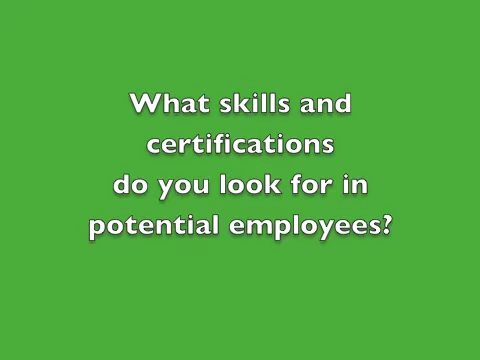 What skills and
certifications
do you look for in
potential employees?